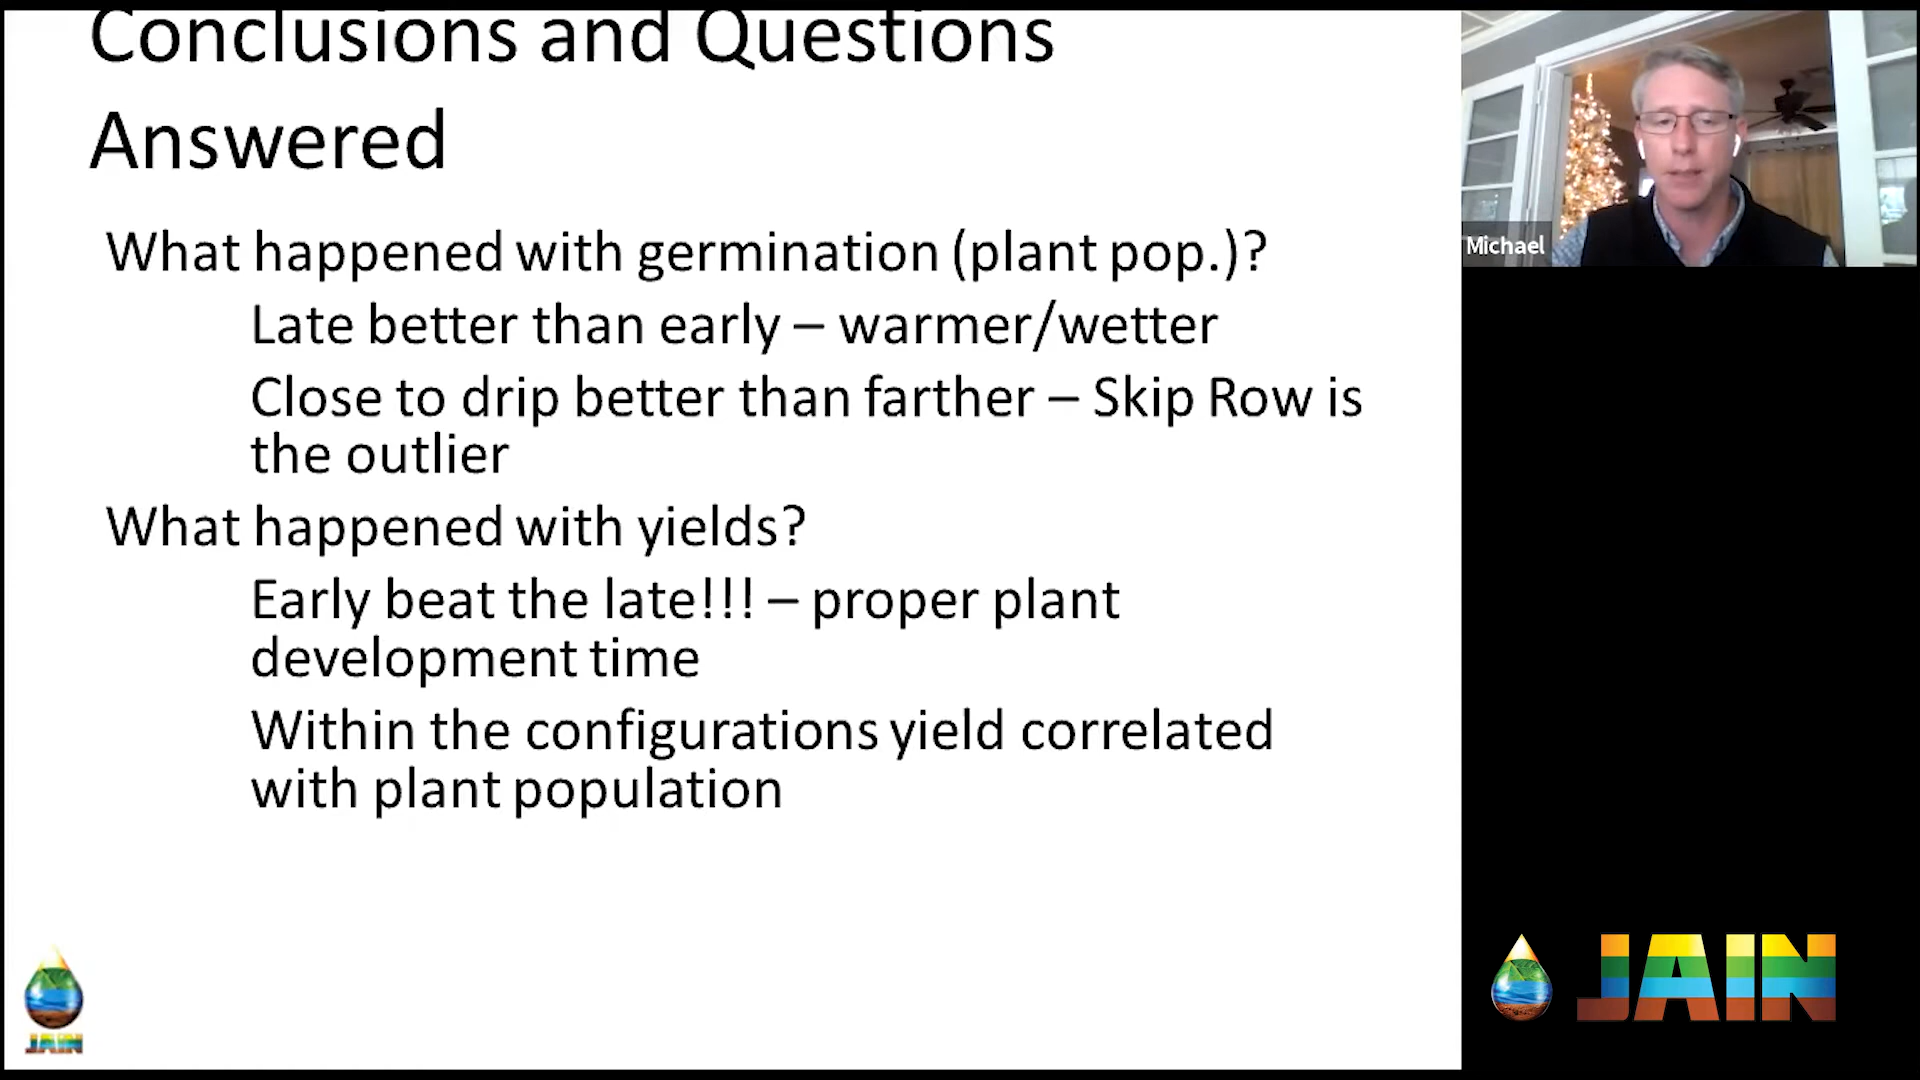 Conclusions and Questions
Answered
What happened with germination (plant pop.)?
Late better than early – warmer/wetter
Close to drip better than farther – Skip Row is
the outlier
What happened with yields?
Early beat the late!!! – proper plant
development time
Within the configurations yield correlated
with plant population
JAIN
Michael
JAIN